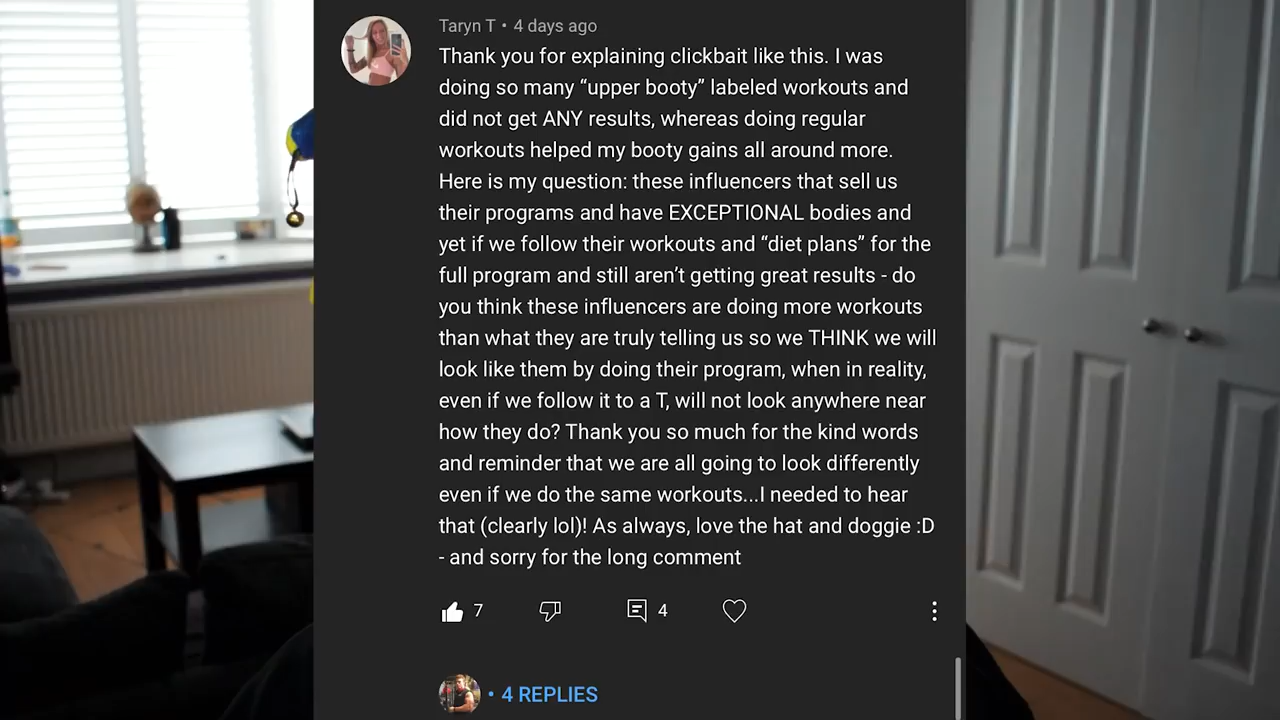 Taryn T • 4 days ago
Thank you for explaining clickbait like this. I was
doing so many “upper booty” labeled workouts and
did not get ANY results, whereas doing regular
workouts helped my booty gains all around more.
Here is my question: these influencers that sell us
their programs and have EXCEPTIONAL bodies and
yet if we follow their workouts and “diet plans” for the
full program and still aren’t getting great results - do
you think these influencers are doing more workouts
than what they are truly telling us so we THINK we will
look like them by doing their program, when in reality,
even if we follow it to a T, will not look anywhere near
how they do? Thank you so much for the kind words
and reminder that we are all going to look differently
even if we do the same workouts...I needed to hear
that (clearly lol)! As always, love the hat and doggie :D
- and sorry for the long comment
7 4
• 4 REPLIES